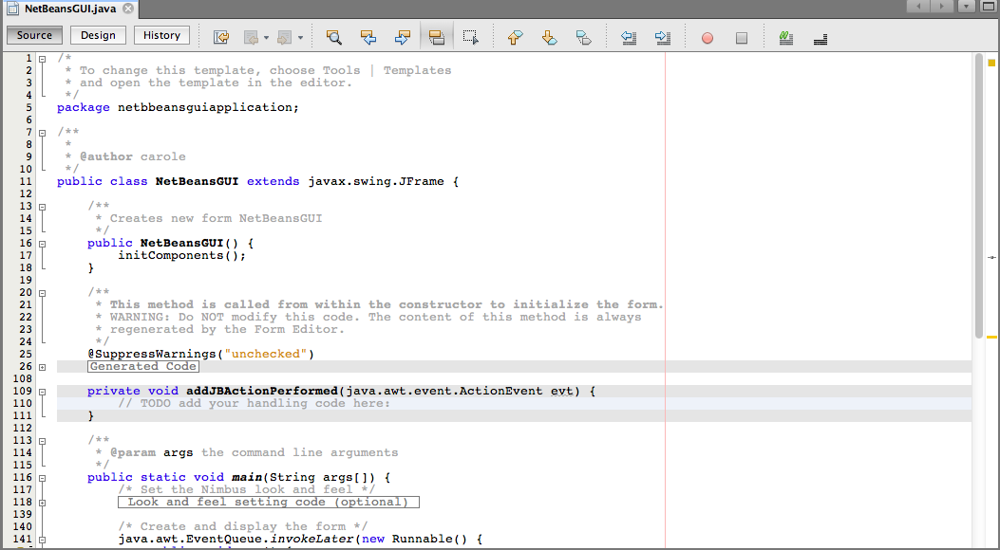 NetBeansGUI.java
Source Design History
1 /*
2 * To change this template, choose Tools | Templates
3 * and open the template in the editor.
4 */
5 package netbbeansguiapplication;
6
7 /**
8 *
9 * @author carole
10 */
11 public class NetBeansGUI extends javax.swing.JFrame {
12
13 /**
14 * Creates new form NetBeansGUI
15 */
16 public NetBeansGUI() {
17 initComponents();
18 }
19
20 /**
21 * This method is called from within the constructor to initialize the form.
22 * WARNING: Do NOT modify this code. The content of this method is always
23 * regenerated by the Form Editor.
24 */
25 @SuppressWarnings("unchecked")
26 Generated Code
108
109 private void addJBActionPerformed(java.awt.event.ActionEvent evt) {
110 // TODO add your handling code here:
111 }
112
113 /**
114 * @param args the command line arguments
115 */
116 public static void main(String args[]) {
117 /* Set the Nimbus look and feel */
118 Look and feel setting code (optional)
139
140 /* Create and display the form */
141 java.awt.EventQueue.invokeLater(new Runnable() {